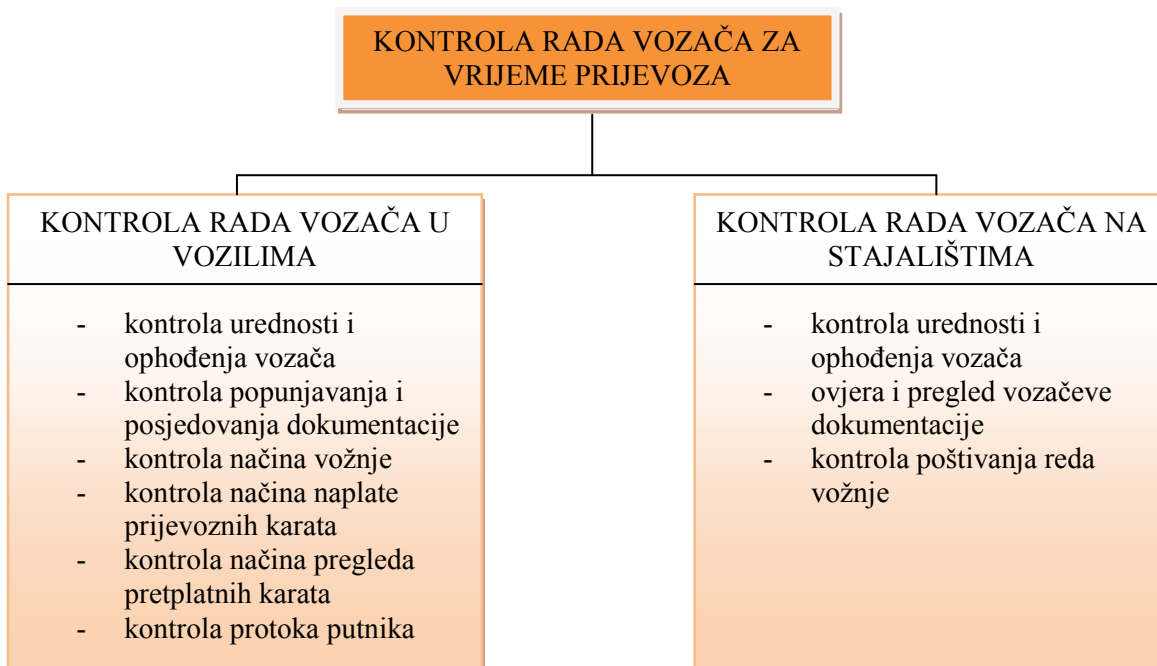 KONTROLA RADA VOZAČA ZA
VRIJEME PRIJEVOZA
KONTROLA RADA VOZAČA U
VOZILIMA
- kontrola urednosti i
ophođenja vozača
- kontrola popunjavanja i
posjedovanja dokumentacije
- kontrola načina vožnje
- kontrola načina naplate
prijevoznih karata
- kontrola načina pregleda
pretplatnih karata
- kontrola protoka putnika
KONTROLA RADA VOZAČA NA
STAJALIŠTIMA
- kontrola urednosti i
ophođenja vozača
- ovjera i pregled vozačeve
dokumentacije
- kontrola poštivanja reda
vožnje